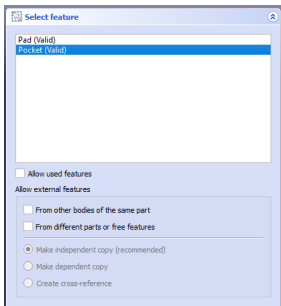 Select feature
Pad (Valid)
Pocket (Valid)
Allow used features
Allow external features
From other bodies of the same part
From different parts or free features
Make independent copy (recommended)
Make dependent copy
Create cross-reference